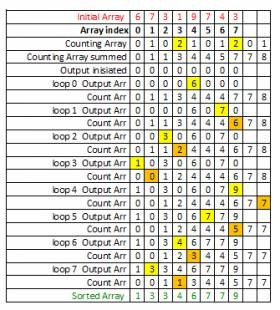 Initial Array 6 7 3 1 9 7 4 3
Array index 0 1 2 3 4 5 6 7
Counting Array 0 1 0 2 1 0 1 2 0 1
Counting Array summed 0 1 1 3 4 4 5 7 7 8
Output inisiated 0 0 0 0 0 0 0 0
loop 0 Output Arr 0 0 0 0 6 0 0 0
Count Arr 0 1 1 3 4 4 4 7 7 8
loop 1 Output Arr 0 0 0 0 6 0 7 0
Count Arr 0 1 1 3 4 4 4 6 7 8
loop 2 Output Arr 0 0 3 0 6 0 7 0
Count Arr 0 1 1 2 4 4 4 6 7 8
loop 3 Output Arr 1 0 3 0 6 0 7 0
Count Arr 0 0 1 2 4 4 4 6 7 8
loop 4 Output Arr 1 0 3 0 6 0 7 9
Count Arr 0 0 1 2 4 4 4 6 7 7
loop 5 Output Arr 1 0 3 0 6 7 7 9
Count Arr 0 0 1 2 4 4 4 5 7 7
loop 6 Output Arr 1 0 3 4 6 7 7 9
Count Arr 0 0 1 2 3 4 4 5 7 7
loop 7 Output Arr 1 3 3 4 6 7 7 9
Count Arr 0 0 1 1 3 4 4 5 7 7
Sorted Array 1 3 3 4 6 7 7 9